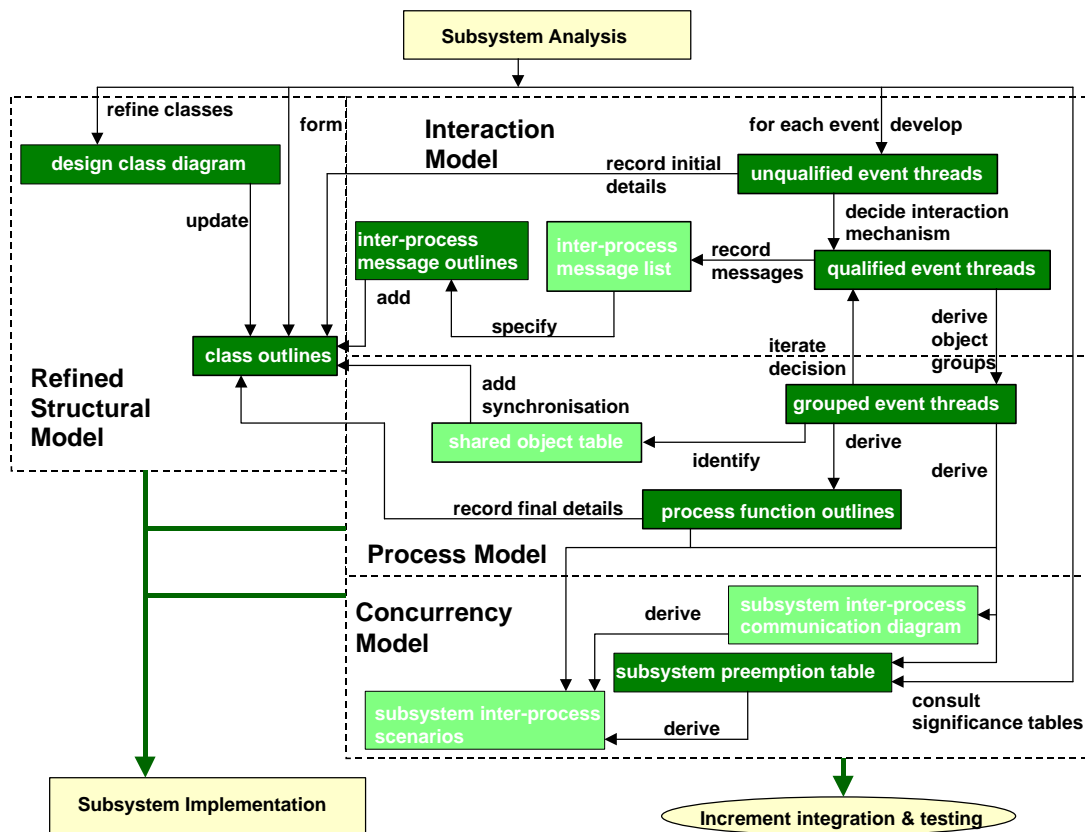 Subsystem Analysis
refine classes
form
Interaction
Model
for each event
develop
design class diagram
record initial
details
unqualified event threads
update
decide interaction
mechanism
inter-process
message outlines
inter-process
message list
record
messages
qualified event threads
add
specify
derive
object
groups
iterate
decision
class outlines
Refined
Structural
Model
add
synchronisation
grouped event threads
shared object table
identify
derive
derive
record final details
process function outlines
Process Model
Concurrency
Model
derive
subsystem inter-process
communication diagram
subsystem preemption table
subsystem inter-process
scenarios
derive
consult
significance tables
Subsystem Implementation
Increment integration & testing